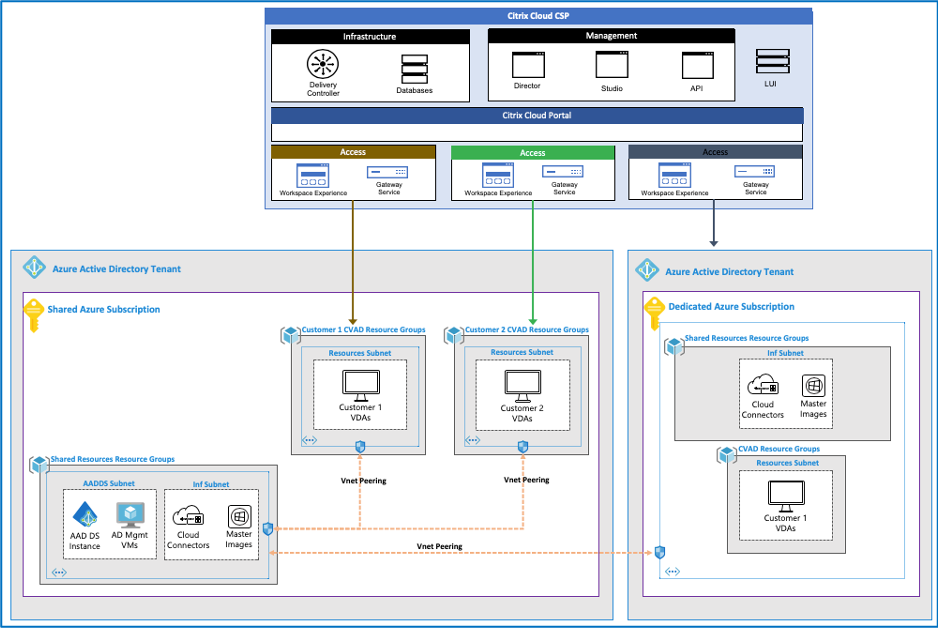 Citrix Cloud CSP
Infrastructure
Management
Delivery
Controller
Databases
Director
Studio
API
LUI
Citrix Cloud Portal
Access
Workspace Experience
Gateway
Service
Access
Workspace Experience
Gateway
Service
Access
Workspace Experience
Gateway
Service
Azure Active Directory Tenant
Shared Azure Subscription
Customer 1 CVAD Resource Groups
Resources Subnet
Customer 1
VDAs
Customer 2 CVAD Resource Groups
Resources Subnet
Customer 2
VDAs
Vnet Peering
Vnet Peering
Shared Resources Resource Groups
AADDS Subnet
AAD DS
Instance
AD Mgmt
VMs
Inf Subnet
Cloud
Connectors
Master
Images
Vnet Peering
Azure Active Directory Tenant
Dedicated Azure Subscription
Shared Resources Resource Groups
Inf Subnet
Cloud
Connectors
Master
Images
CVAD Resource Groups
Resources Subnet
Customer 1
VDAs